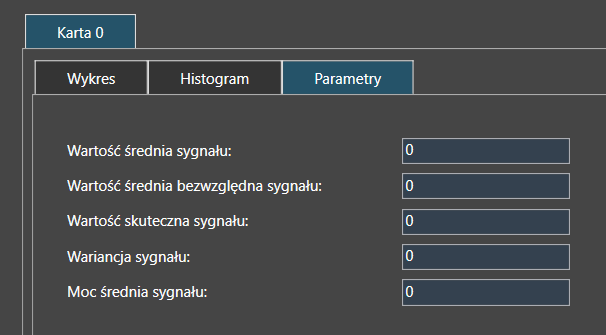 Karta 0
Wykres Histogram Parametry
Wartość średnia sygnału: 0
Wartość średnia bezwzględna sygnału: 0
Wartość skuteczna sygnału: 0
Wariancja sygnału: 0
Moc średnia sygnału: 0